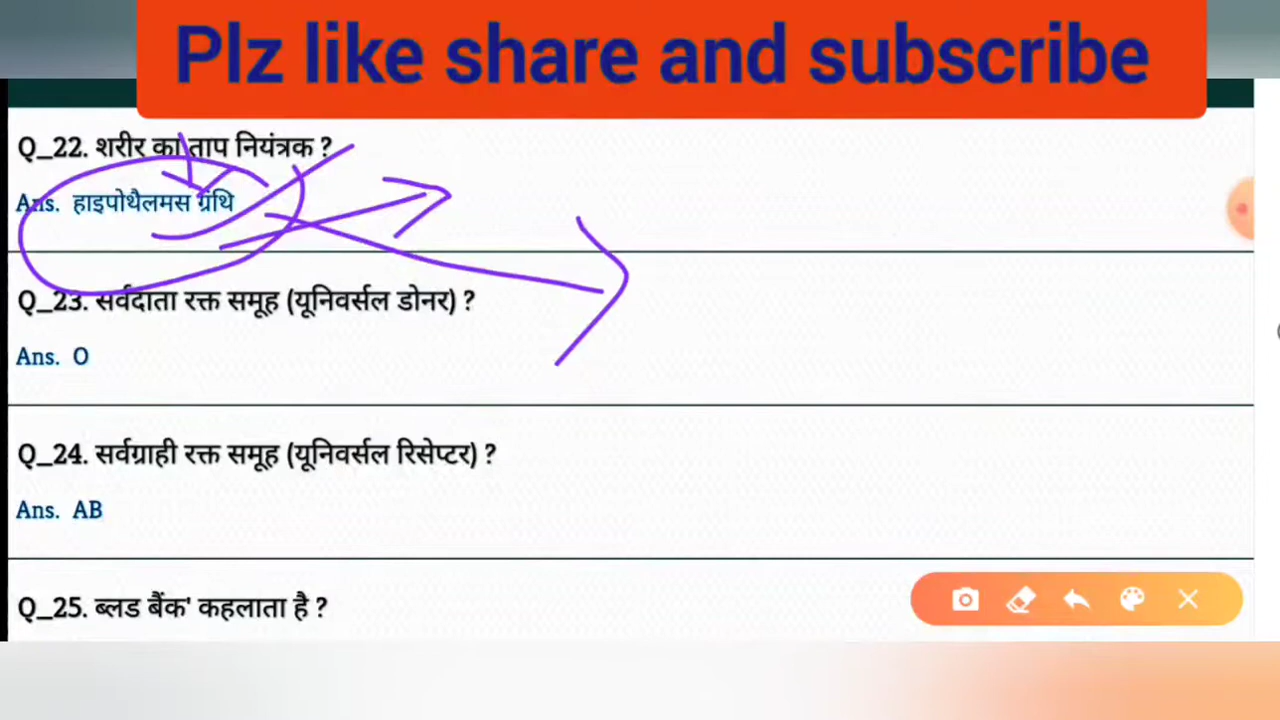 Plz like share and subscribe
Q_22. शरीर का ताप नियंत्रक ?
Ans. हाइपोथैलमस ग्रंथि
Q_23. सर्वदाता रक्त समूह (यूनिवर्सल डोनर) ?
Ans. O
Q_24. सर्वग्राही रक्त समूह (यूनिवर्सल रिसेप्टर) ?
Ans. AB
Q_25. ब्लड बैंक' कहलाता है ?